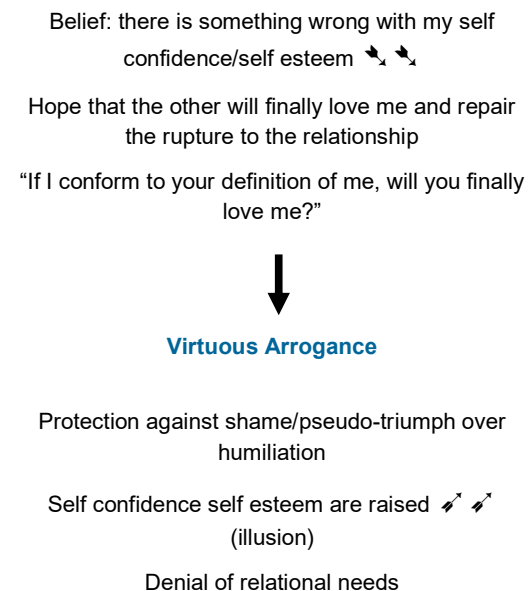 Belief: there is something wrong with my self
confidence/self esteem ➘ ➘
Hope that the other will finally love me and repair
the rupture to the relationship
“If I conform to your definition of me, will you finally
love me?”
Virtuous Arrogance
Protection against shame/pseudo-triumph over
humiliation
Self confidence self esteem are raised ➚ ➚
(illusion)
Denial of relational needs